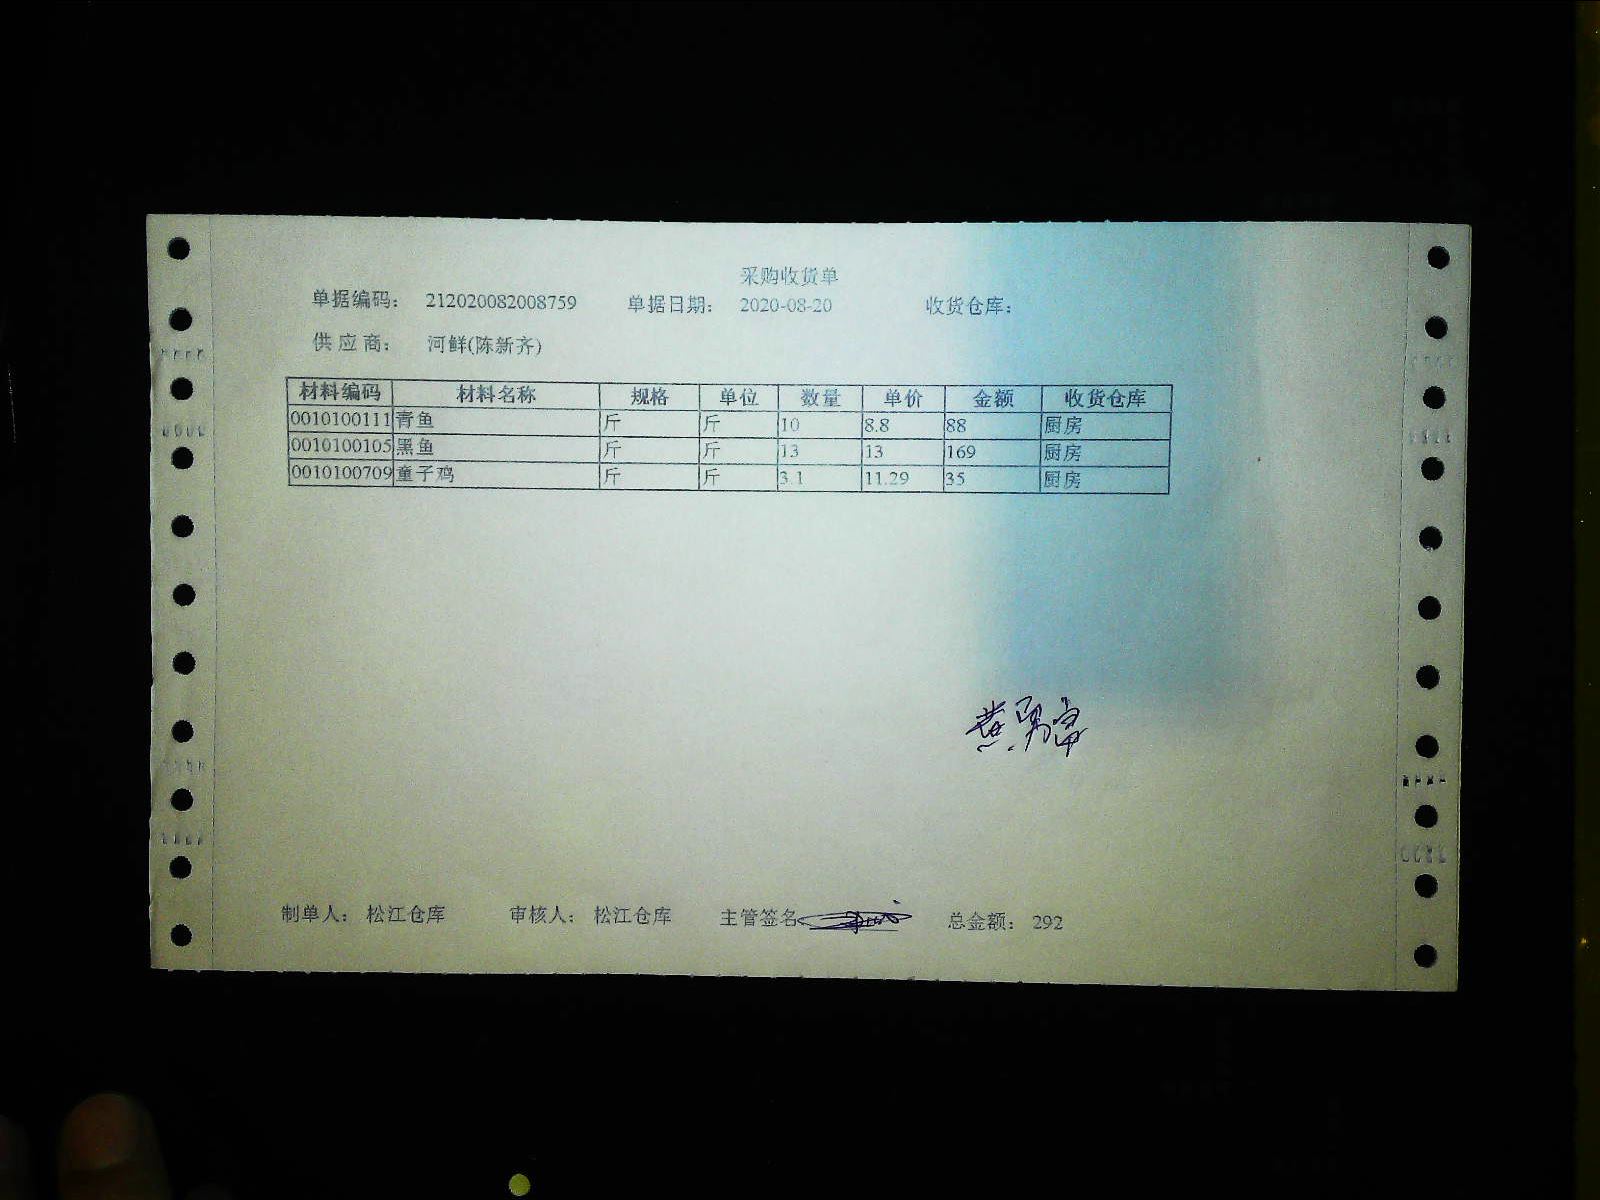 采购收货单
单据编码： 212020082008759 单据日期： 2020-08-20 收货仓库：
供应商： 河鲜(陈新齐)
材料编码 材料名称 规格 单位 数量 单价 金额 收货仓库
0010100111 青鱼 斤 斤 10 8.8 88 厨房
0010100105 黑鱼 斤 斤 13 13 169 厨房
0010100709 童子鸡 斤 斤 3.1 11.29 35 厨房
制单人： 松江仓库 审核人： 松江仓库 主管签名 总金额： 292